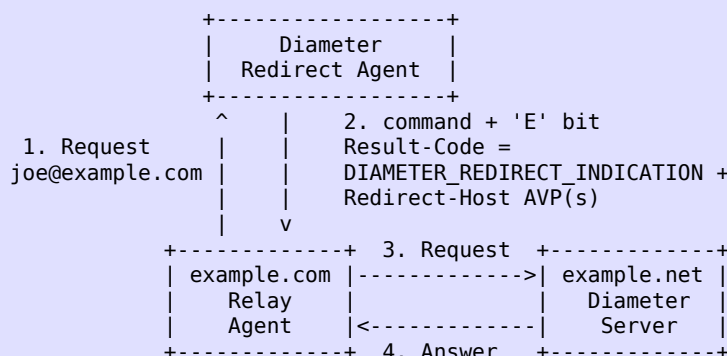 +------------------+
|     Diameter     |
|  Redirect Agent  |
+------------------+
^    |    2. command + 'E' bit
1. Request     |    |    Result-Code =
joe@example.com |    |    DIAMETER_REDIRECT_INDICATION +
|    |    Redirect-Host AVP(s)
|    v
+-------------+  3. Request  +-------------+
| example.com |------------->| example.net |
|    Relay    |              |   Diameter  |
|    Agent    |<-------------|    Server   |
+-------------+  4. Answer   +-------------+